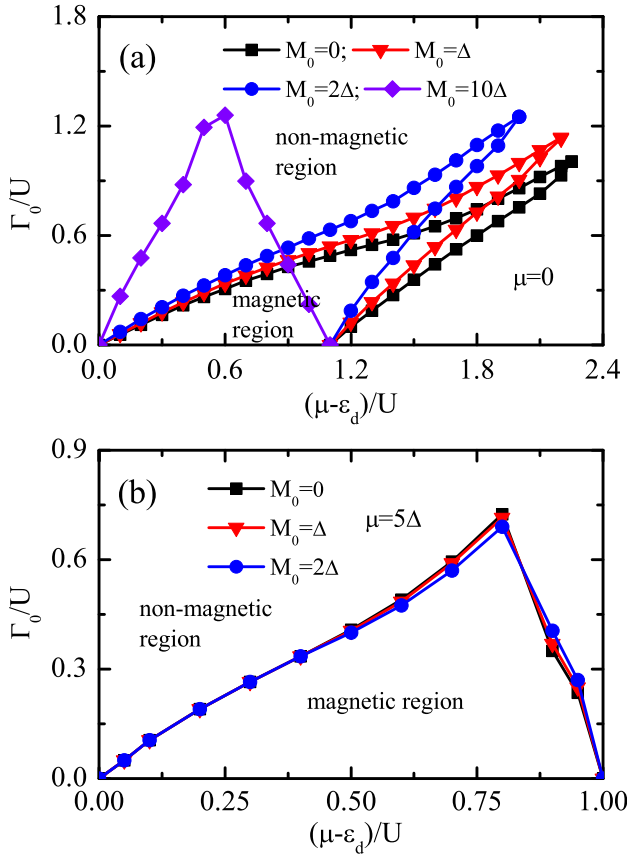 1.8
1.2
0.6
0.0
Γ₀/U
(a)
M₀=0; M₀=Δ
M₀=2Δ; M₀=10Δ
non-magnetic
region
magnetic
region
μ=0
0.0 0.6 1.2 1.8 2.4
(μ-ε_d)/U
0.9
0.6
0.3
0.0
Γ₀/U
(b)
M₀=0
M₀=Δ
M₀=2Δ
μ=5Δ
non-magnetic
region
magnetic region
0.00 0.25 0.50 0.75 1.00
(μ-ε_d)/U